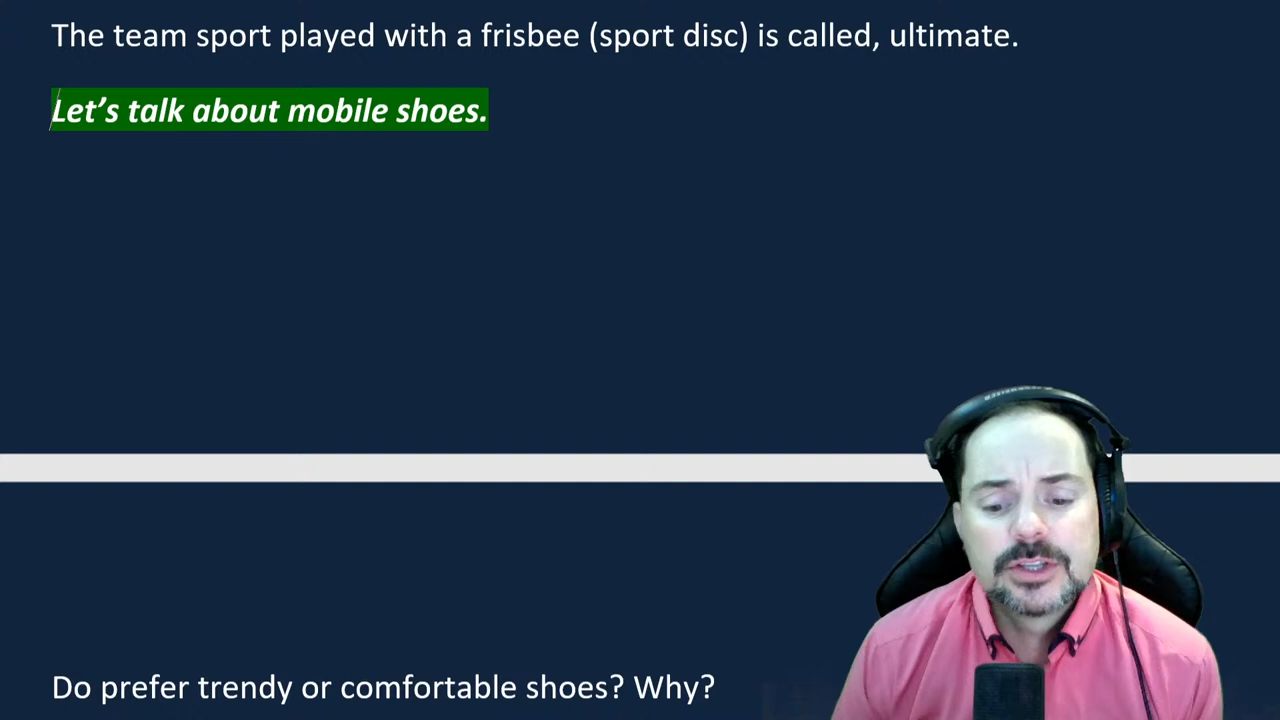 The team sport played with a frisbee (sport disc) is called, ultimate.
Let’s talk about mobile shoes.
Do prefer trendy or comfortable shoes? Why?